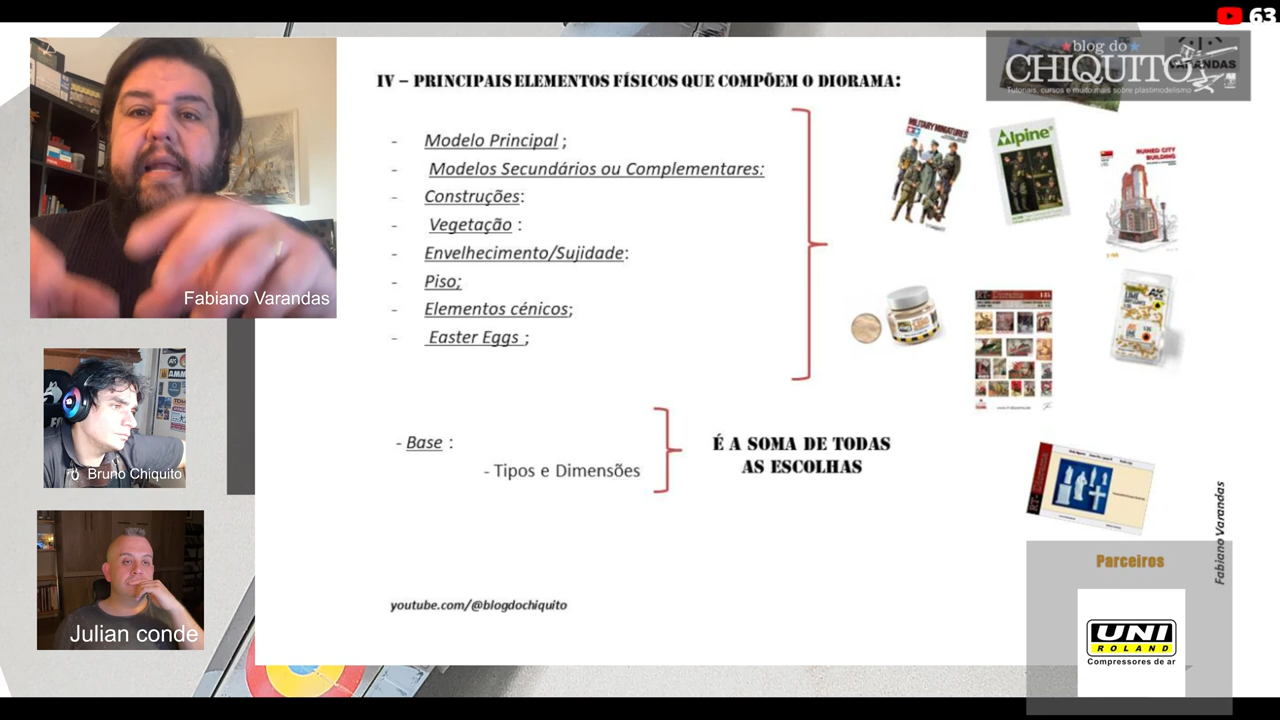 63
blog do
CHIQUITO
Tutoriais, cursos e muito mais sobre plastimodelismo
VARANDAS
IV – PRINCIPAIS ELEMENTOS FÍSICOS QUE COMPÕEM O DIORAMA:
- Modelo Principal ;
- Modelos Secundários ou Complementares:
- Construções:
- Vegetação :
- Envelhecimento/Sujidade:
- Piso;
- Elementos cénicos;
- Easter Eggs ;
MILITARY MINIATURES
Alpine
RUINED CITY
BUILDING
- Base :
- Tipos e Dimensões
É A SOMA DE TODAS
AS ESCOLHAS
youtube.com/@blogdochiquito
Fabiano Varandas
Fabiano Varandas
Bruno Chiquito
Julian conde
Parceiros
UNI
ROLAND
Compressores de ar